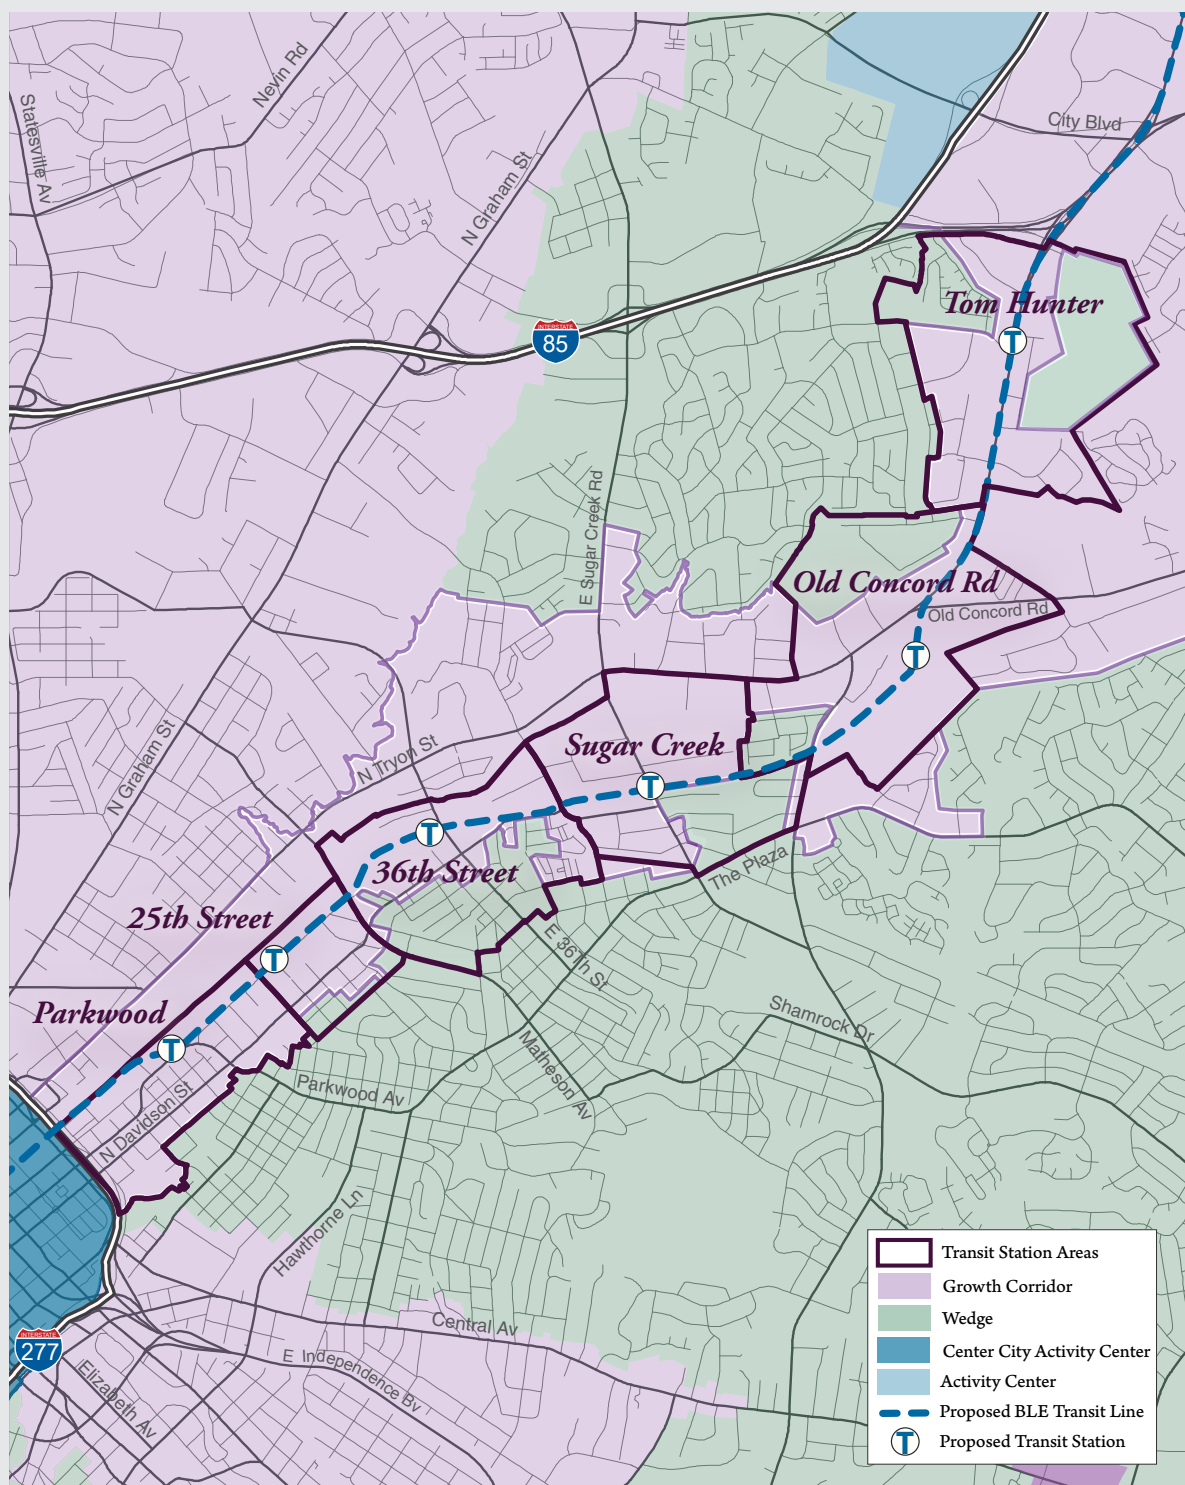 Nevin Rd
Statesville Av
N Graham St
City Blvd
Tom Hunter
T
INTERSTATE
85
E Sugar Creek Rd
Old Concord Rd
Old Concord Rd
T
N Graham St
N Tryon St
Sugar Creek
T
T
36th Street
The Plaza
25th Street
E 36th St
T
Parkwood
Shamrock Dr
T
Matheson Av
Parkwood Av
N Davidson St
Hawthorne Ln
Central Av
INTERSTATE
277
E Independence Bv
Elizabeth Av
Transit Station Areas
Growth Corridor
Wedge
Center City Activity Center
Activity Center
Proposed BLE Transit Line
T
Proposed Transit Station